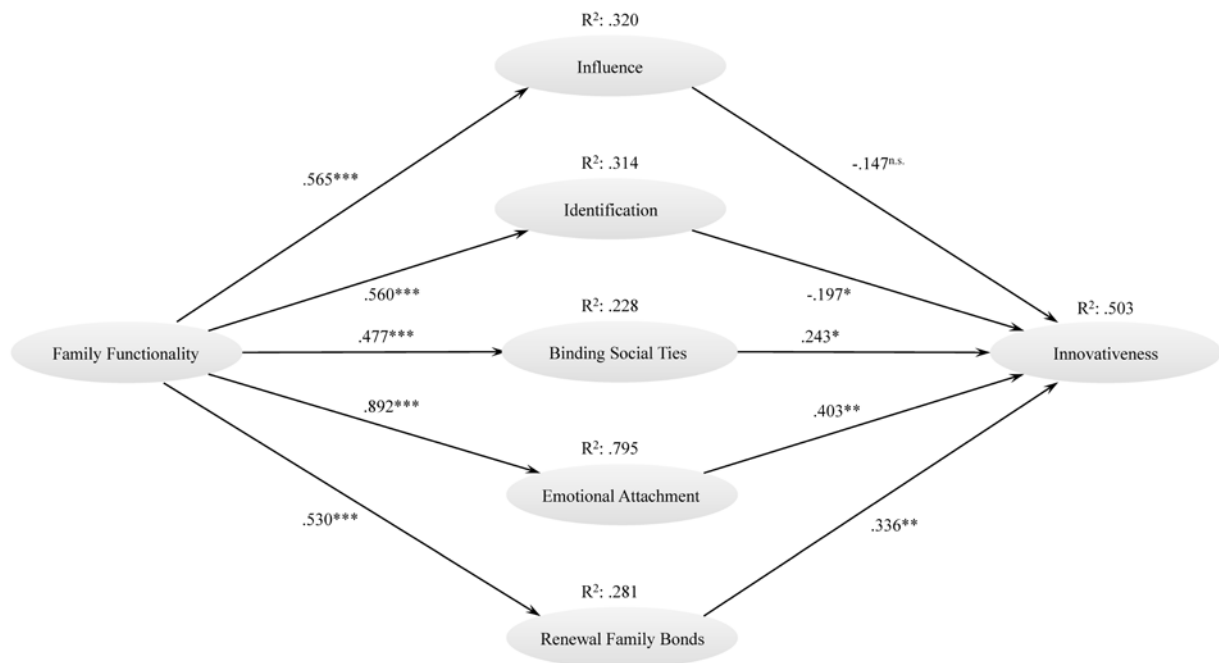 R²: .320
Influence
.565***
-.147ⁿ·ˢ·
R²: .314
Identification
.560***
-.197*
R²: .228
R²: .503
.477***
.243*
Family Functionality
Binding Social Ties
Innovativeness
.892***
.403**
R²: .795
Emotional Attachment
.530***
.336**
R²: .281
Renewal Family Bonds